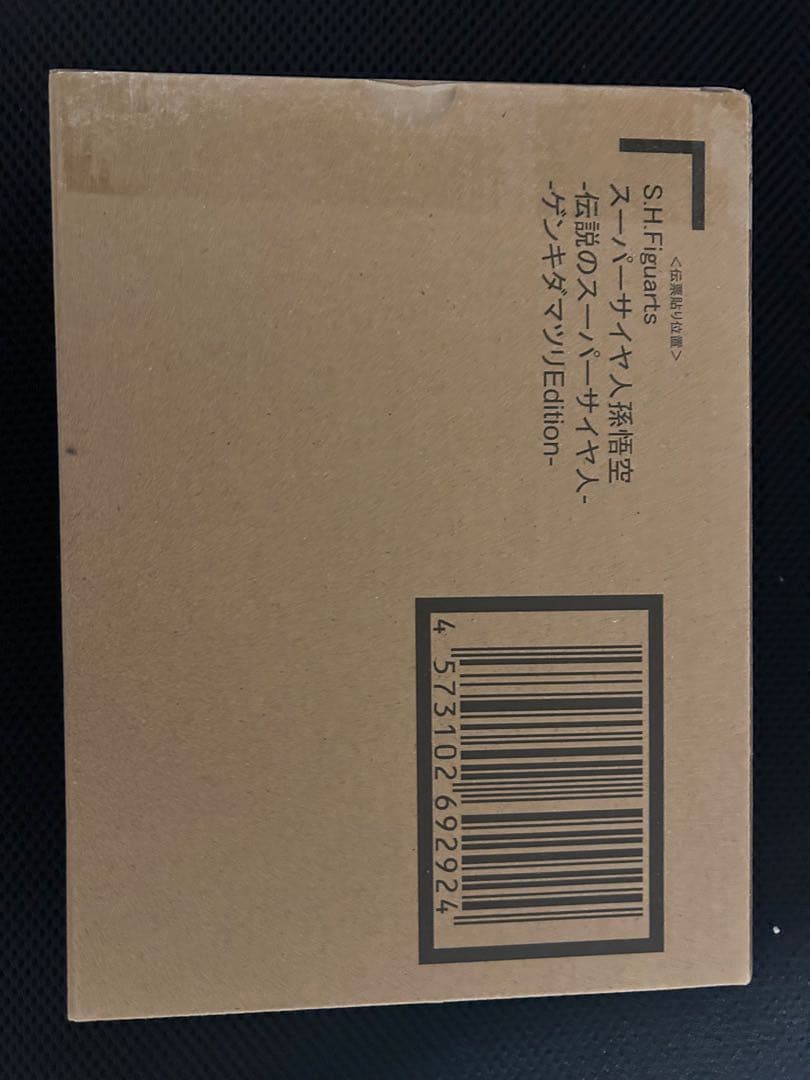 <伝票貼り位置>
S.H.Figuarts
スーパーサイヤ人孫悟空
-伝説のスーパーサイヤ人-
-ゲンキダマツリEdition-
4 573102 692924